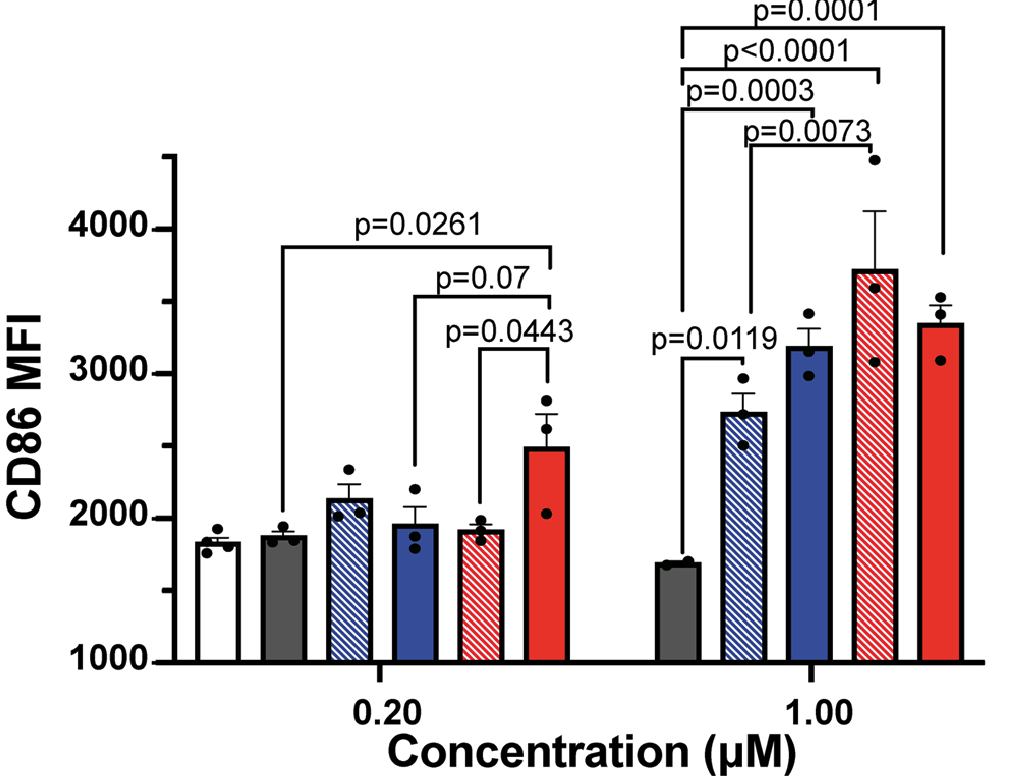 p=0.0001
p<0.0001
p=0.0003
p=0.0073
4000
p=0.0261
p=0.07
p=0.0443
p=0.0119
3000
2000
1000
CD86 MFI
0.20
1.00
Concentration (µM)